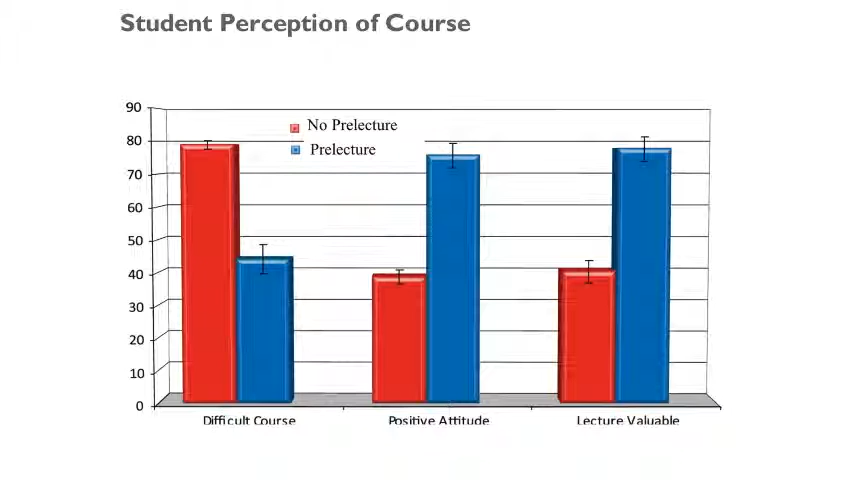 Student Perception of Course
90
80
70
60
50
40
30
20
10
0
No Prelecture
Prelecture
Difficult Course
Positive Attitude
Lecture Valuable